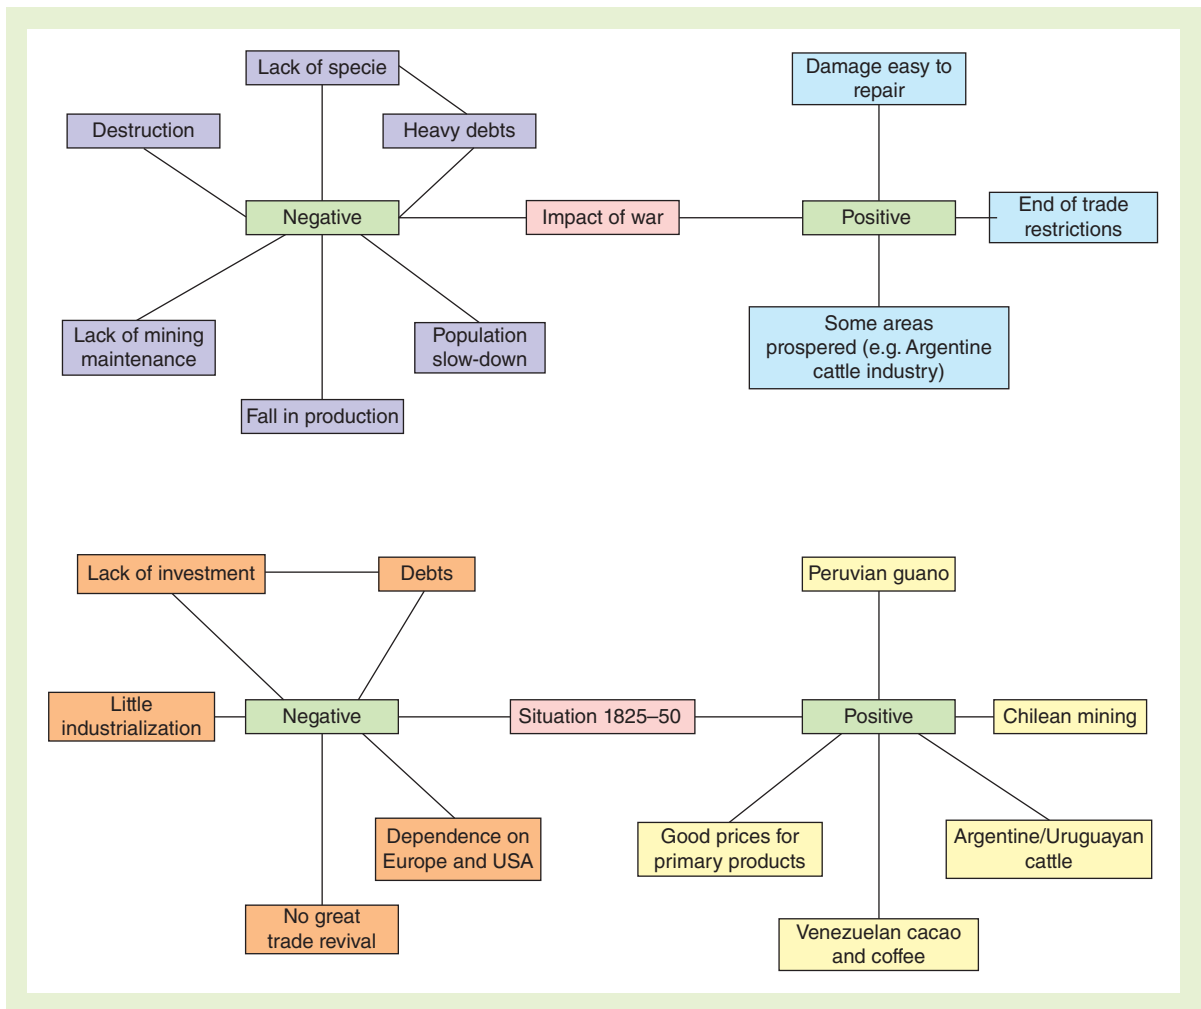 Lack of specie
Damage easy to
repair
Destruction
Heavy debts
Negative
Impact of war
Positive
End of trade
restrictions
Lack of mining
maintenance
Population
slow-down
Some areas
prospered (e.g. Argentine
cattle industry)
Fall in production
Lack of investment
Debts
Peruvian guano
Little
industrialization
Negative
Situation 1825–50
Positive
Chilean mining
Dependence on
Europe and USA
Good prices for
primary products
Argentine/Uruguayan
cattle
No great
trade revival
Venezuelan cacao
and coffee